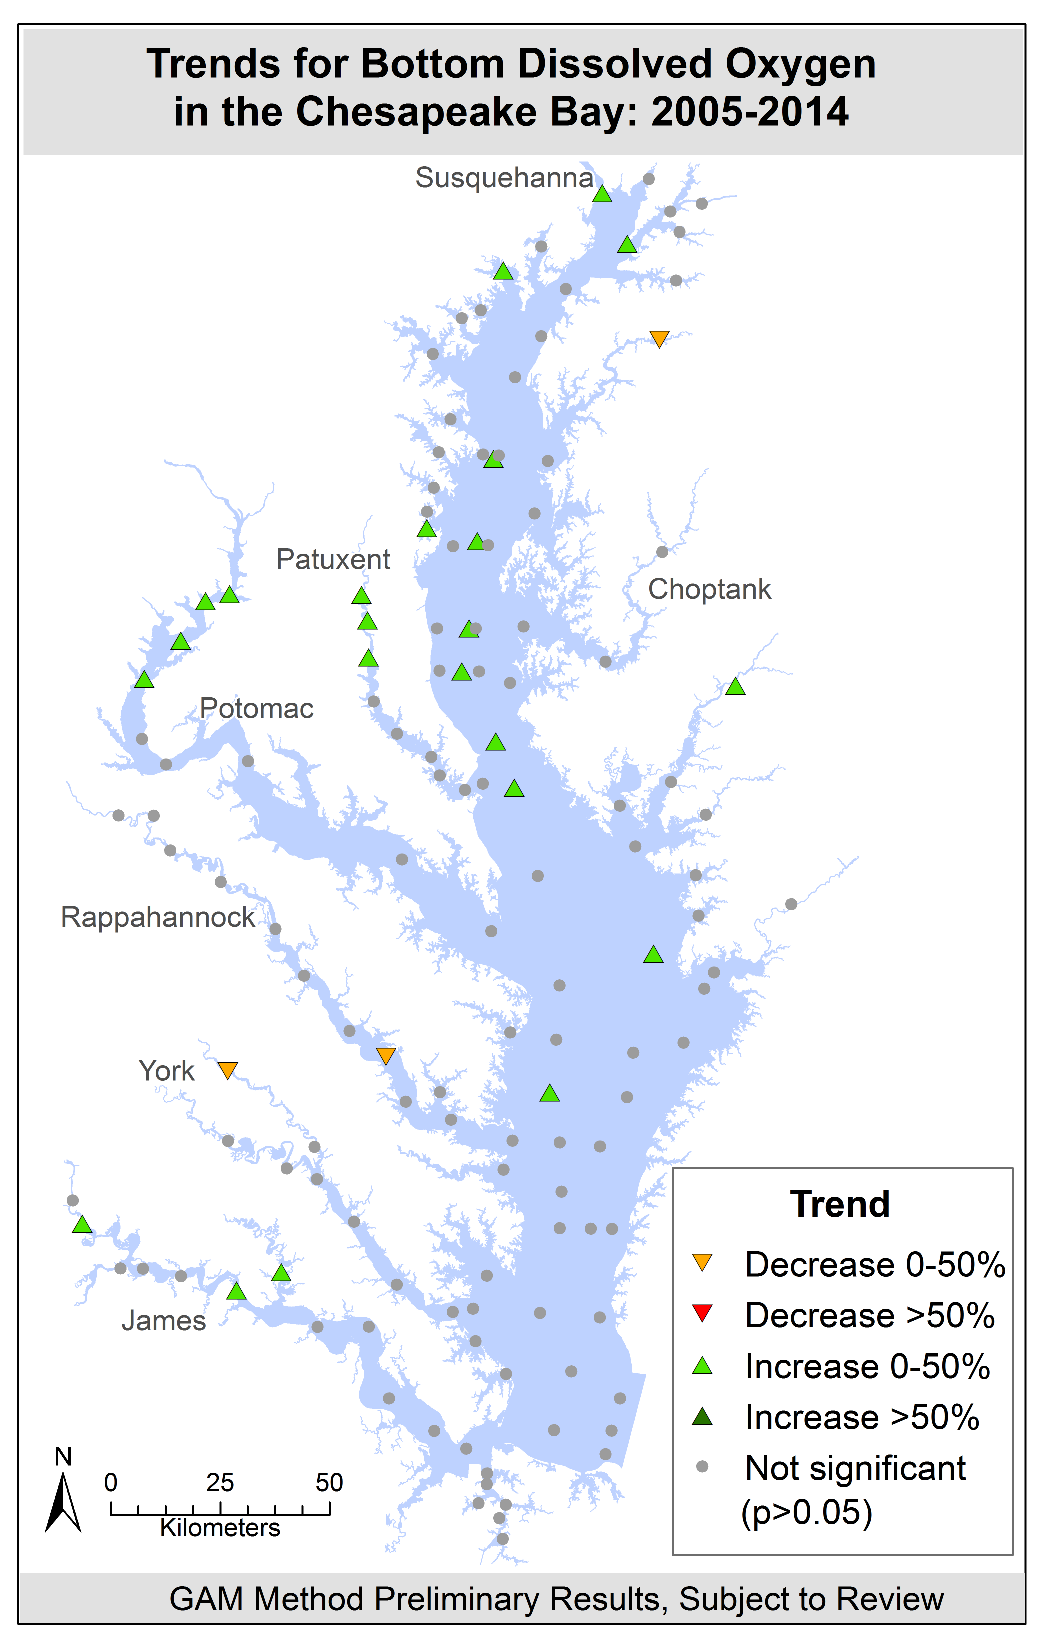 Trends for Bottom Dissolved Oxygen
in the Chesapeake Bay: 2005-2014
Susquehanna
Patuxent
Choptank
Potomac
Rappahannock
York
James
Trend
Decrease 0-50%
Decrease >50%
Increase 0-50%
Increase >50%
Not significant
(p>0.05)
N
0 25 50
Kilometers
GAM Method Preliminary Results, Subject to Review